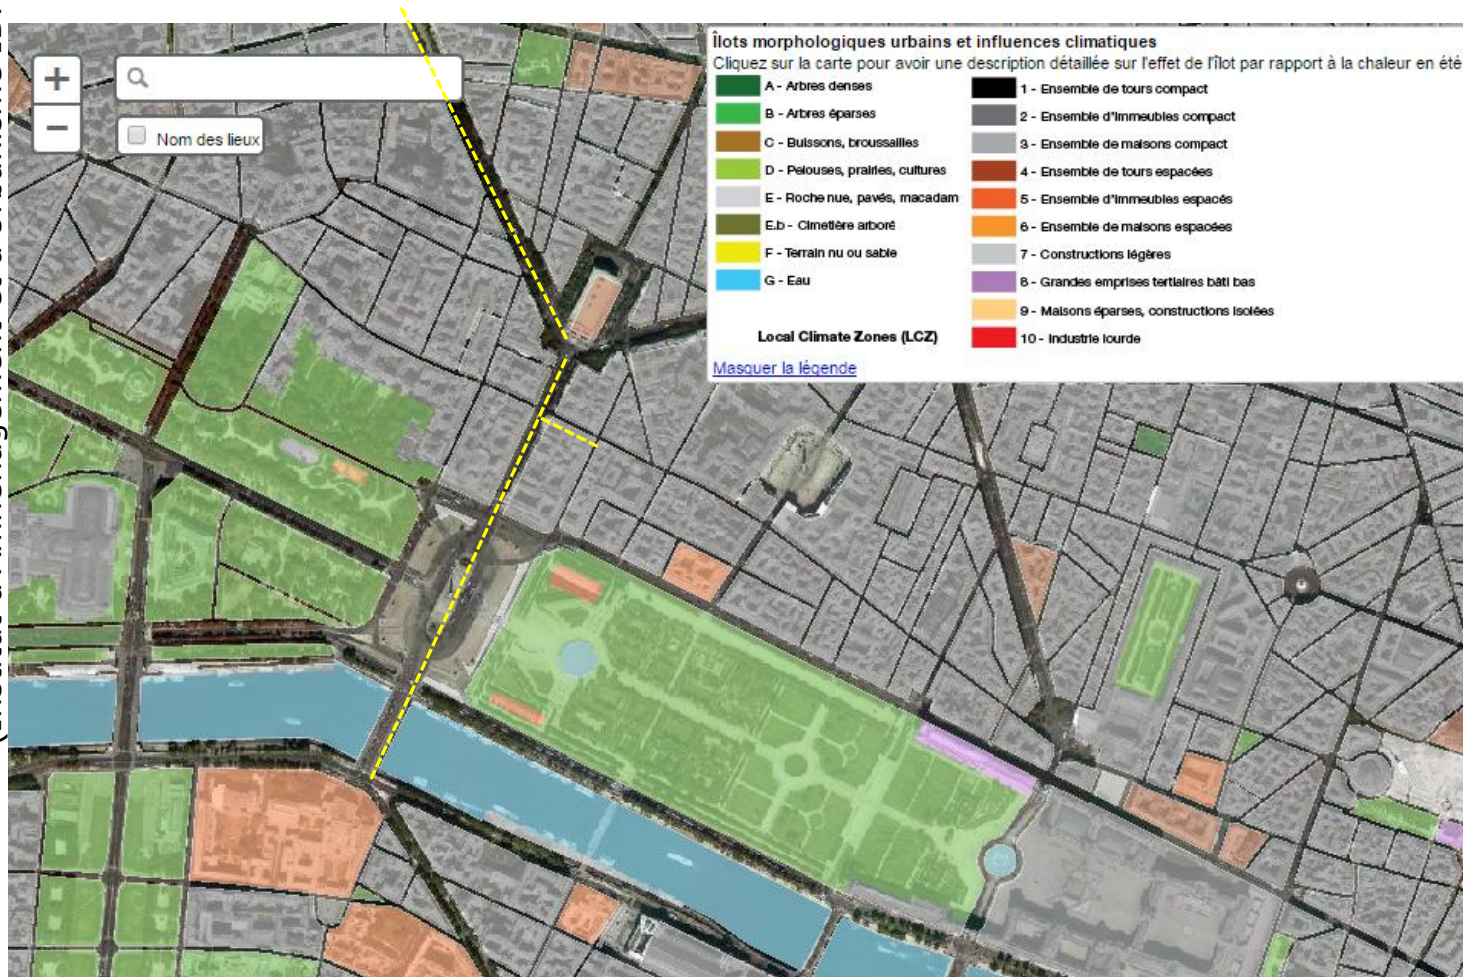 Îlots morphologiques urbains et influences climatiques
Cliquez sur la carte pour avoir une description détaillée sur l'effet de l'îlot par rapport à la chaleur en été
A - Arbres denses
B - Arbres éparses
C - Buissons, broussailles
D - Pelouses, prairies, cultures
E - Roche nue, pavés, macadam
E.b - Cimetière arboré
F - Terrain nu ou sable
G - Eau
Local Climate Zones (LCZ)
1 - Ensemble de tours compact
2 - Ensemble d'immeubles compact
3 - Ensemble de maisons compact
4 - Ensemble de tours espacées
5 - Ensemble d'immeubles espacés
6 - Ensemble de maisons espacées
7 - Constructions légères
8 - Grandes emprises tertiaires bâti bas
9 - Maisons éparses, constructions isolées
10 - Industrie lourde
Masquer la légende
+
−
Nom des lieux